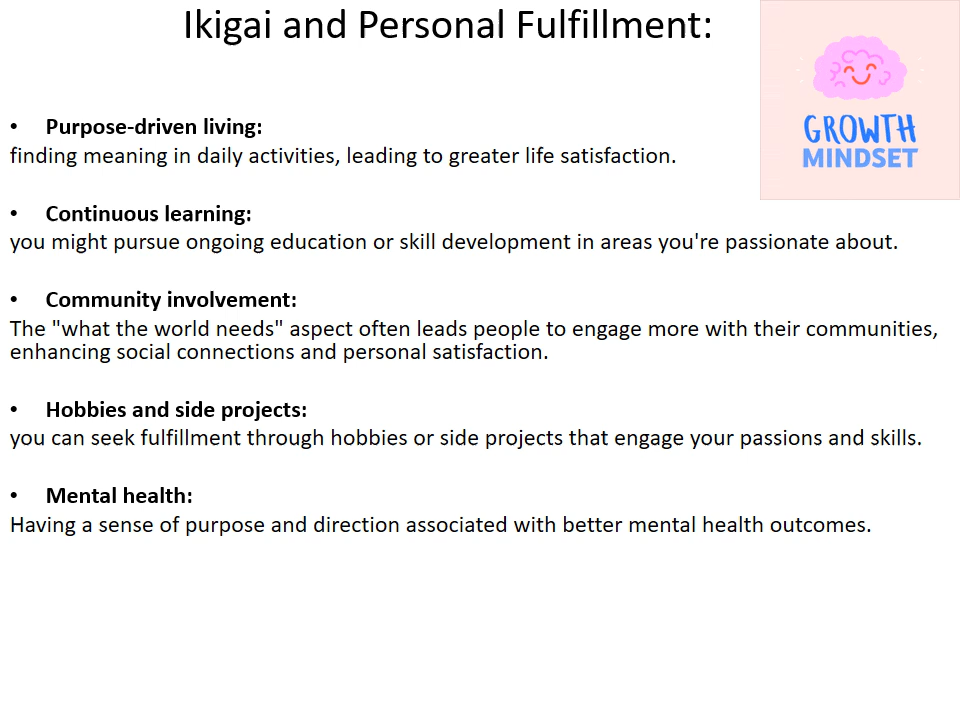 Ikigai and Personal Fulfillment:
GROWTH
MINDSET
• Purpose-driven living:
finding meaning in daily activities, leading to greater life satisfaction.
• Continuous learning:
you might pursue ongoing education or skill development in areas you're passionate about.
• Community involvement:
The "what the world needs" aspect often leads people to engage more with their communities,
enhancing social connections and personal satisfaction.
• Hobbies and side projects:
you can seek fulfillment through hobbies or side projects that engage your passions and skills.
• Mental health:
Having a sense of purpose and direction associated with better mental health outcomes.